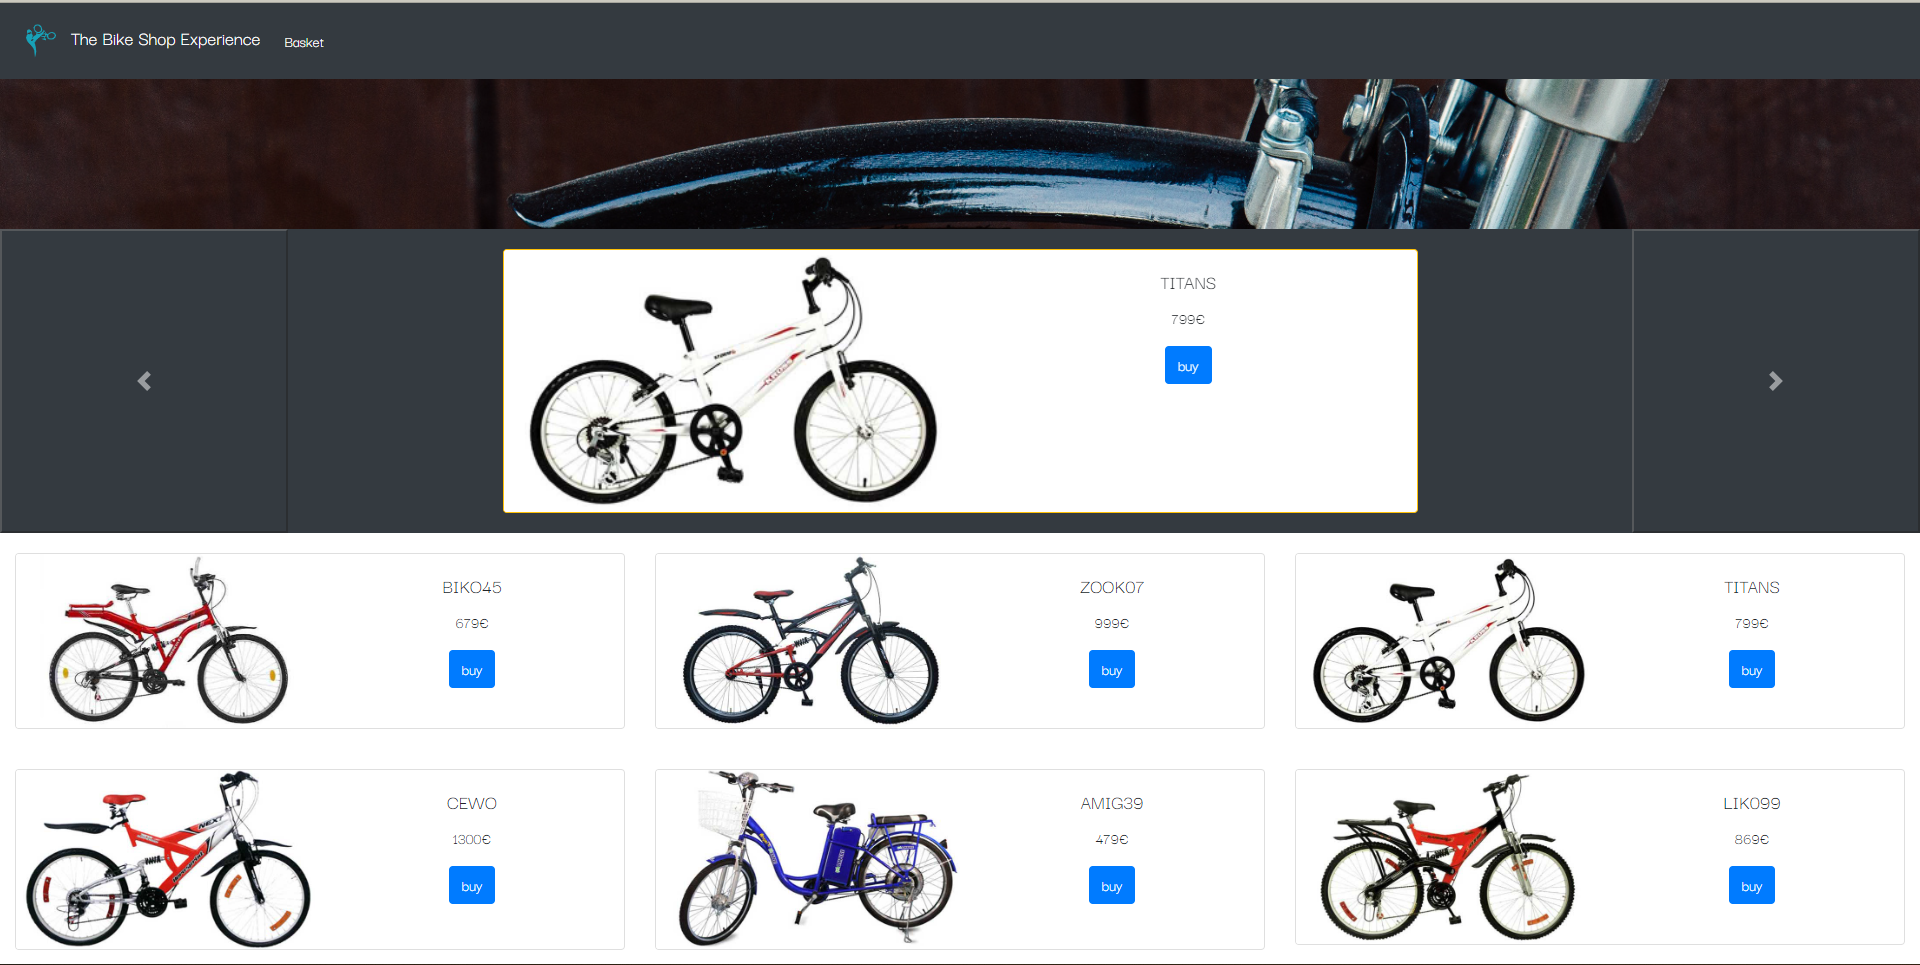 The Bike Shop Experience
Basket
TITANS
799€
buy
BIKO45
679€
buy
ZOOK07
999€
buy
TITANS
799€
buy
CEWO
1300€
buy
NEXT
AMIG39
479€
buy
LIKO99
869€
buy